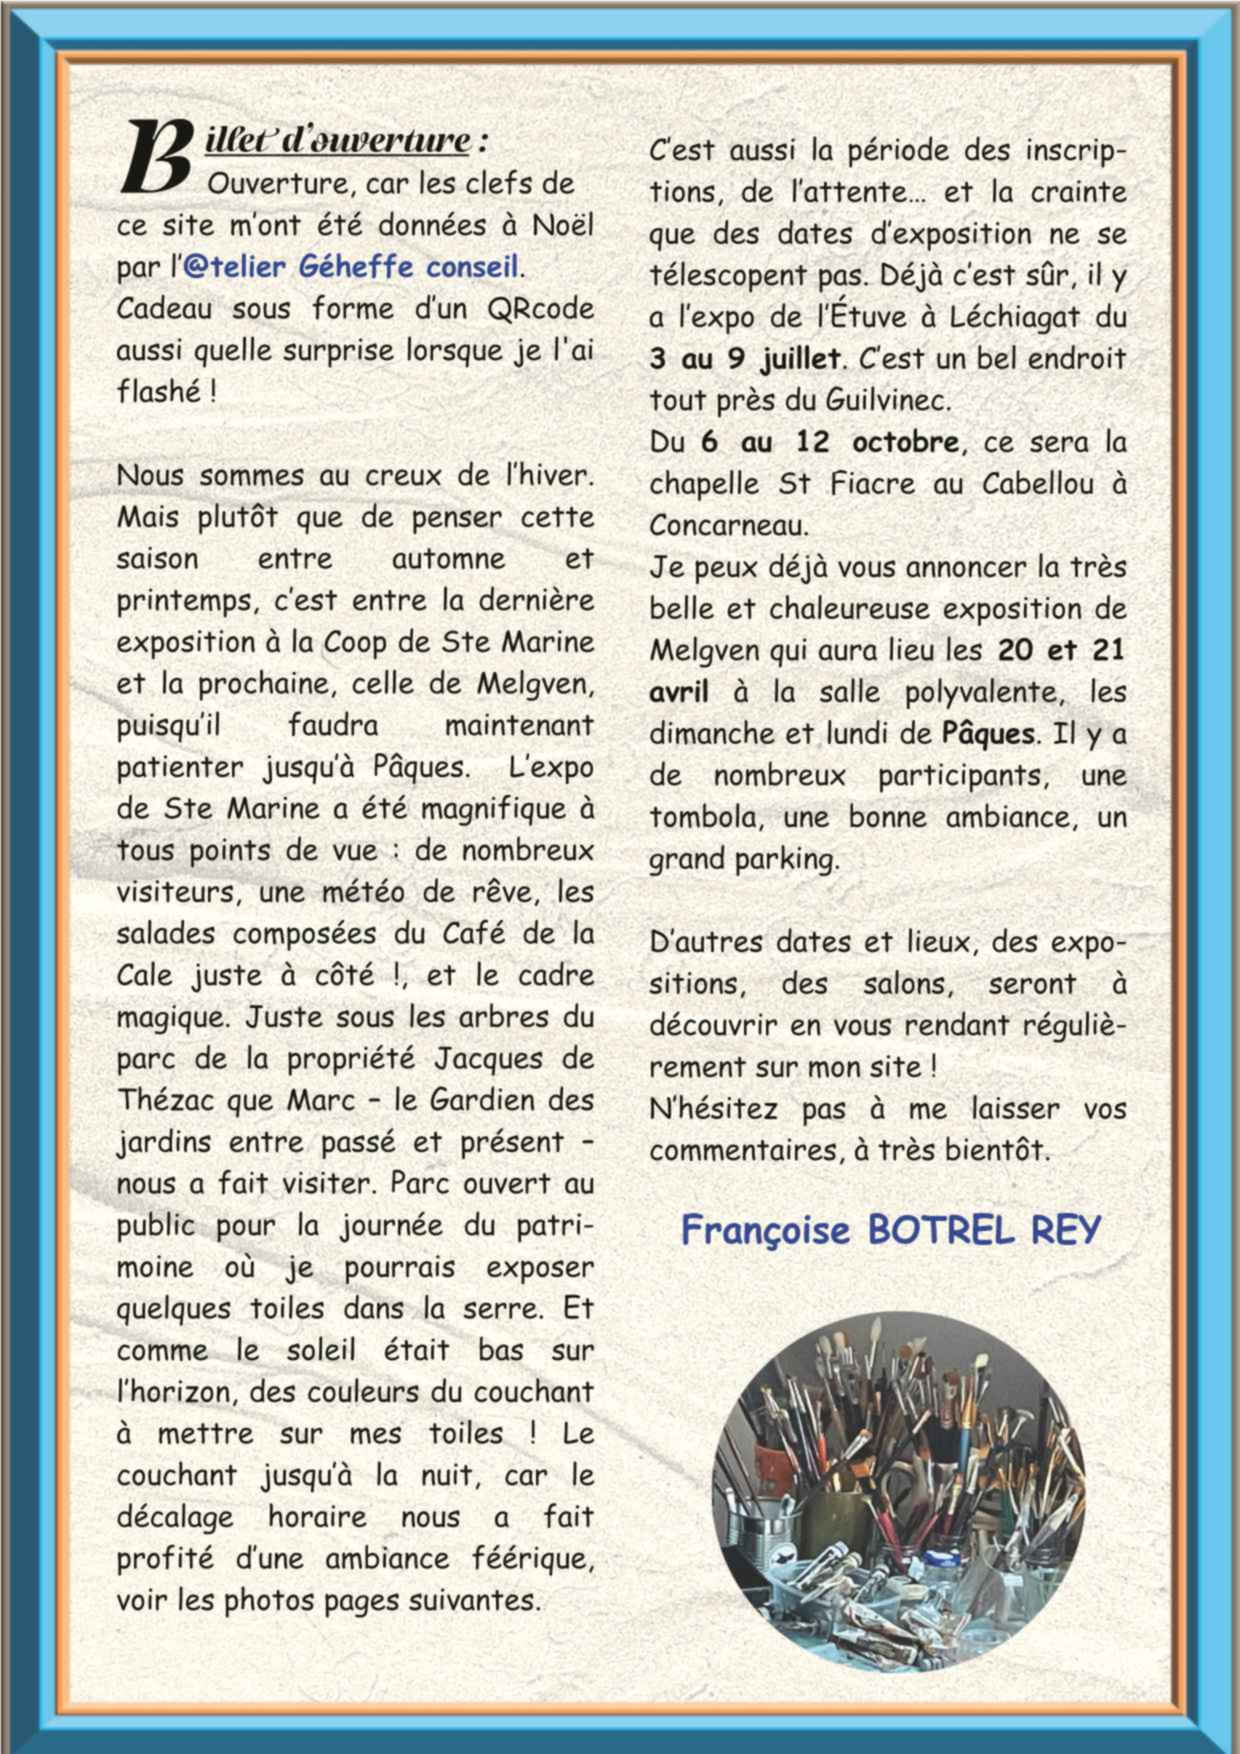 Billet d'ouverture :
Ouverture, car les clefs de
ce site m'ont été données à Noël
par l'@telier Géheffe conseil.
Cadeau sous forme d'un QRcode
aussi quelle surprise lorsque je l'ai
flashé !
Nous sommes au creux de l'hiver.
Mais plutôt que de penser cette
saison entre automne et
printemps, c'est entre la dernière
exposition à la Coop de Ste Marine
et la prochaine, celle de Melgven,
puisqu'il faudra maintenant
patienter jusqu'à Pâques. L'expo
de Ste Marine a été magnifique à
tous points de vue : de nombreux
visiteurs, une météo de rêve, les
salades composées du Café de la
Cale juste à côté !, et le cadre
magique. Juste sous les arbres du
parc de la propriété Jacques de
Thézac que Marc – le Gardien des
jardins entre passé et présent –
nous a fait visiter. Parc ouvert au
public pour la journée du patri-
moine où je pourrais exposer
quelques toiles dans la serre. Et
comme le soleil était bas sur
l'horizon, des couleurs du couchant
à mettre sur mes toiles ! Le
couchant jusqu'à la nuit, car le
décalage horaire nous a fait
profité d'une ambiance féérique,
voir les photos pages suivantes.
C'est aussi la période des inscrip-
tions, de l'attente... et la crainte
que des dates d'exposition ne se
télescopent pas. Déjà c'est sûr, il y
a l'expo de l'Étuve à Léchiagat du
3 au 9 juillet. C'est un bel endroit
tout près du Guilvinec.
Du 6 au 12 octobre, ce sera la
chapelle St Fiacre au Cabellou à
Concarneau.
Je peux déjà vous annoncer la très
belle et chaleureuse exposition de
Melgven qui aura lieu les 20 et 21
avril à la salle polyvalente, les
dimanche et lundi de Pâques. Il y a
de nombreux participants, une
tombola, une bonne ambiance, un
grand parking.
D'autres dates et lieux, des expo-
sitions, des salons, seront à
découvrir en vous rendant réguliè-
rement sur mon site !
N'hésitez pas à me laisser vos
commentaires, à très bientôt.
Françoise BOTREL REY